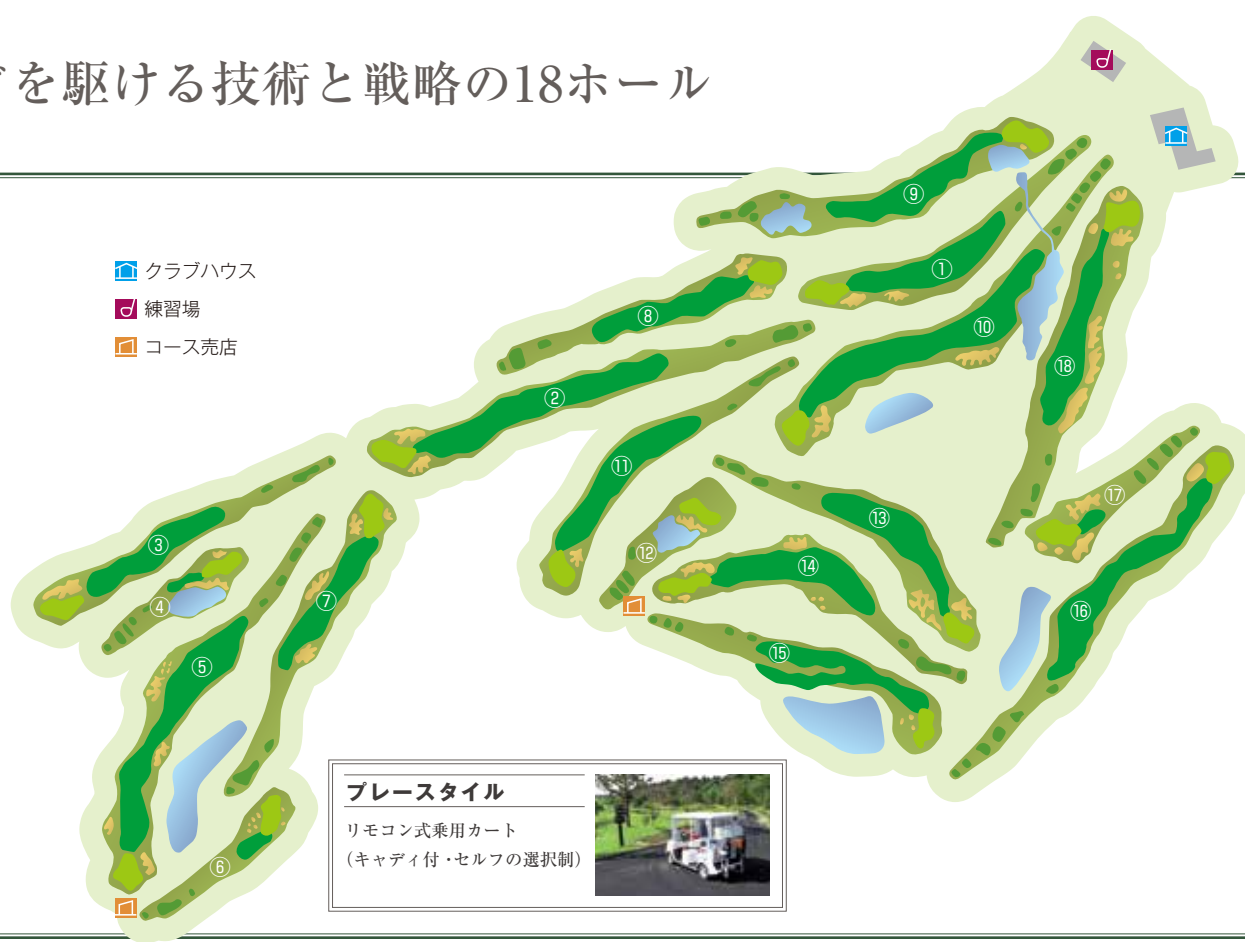 を駆ける技術と戦略の18ホール
クラブハウス
練習場
コース売店
⑨
①
⑧
⑩
⑱
②
⑪
⑰
⑬
③
⑫
⑭
④
⑦
⑯
⑤
⑮
⑥
プレースタイル
リモコン式乗用カート
(キャディ付・セルフの選択制)